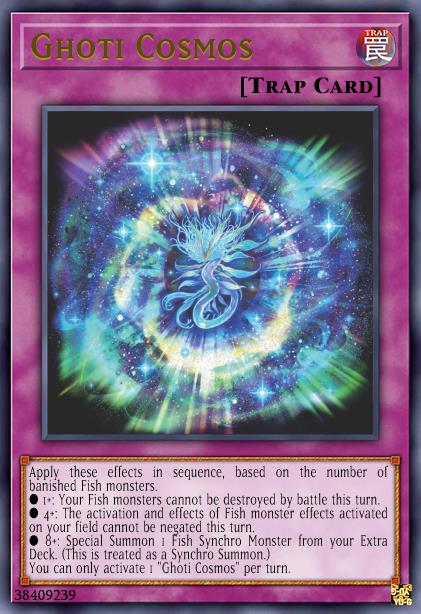 Ghoti Cosmos
TRAP
罠
[Trap Card]
Apply these effects in sequence, based on the number of
banished Fish monsters.
● 1+: Your Fish monsters cannot be destroyed by battle this turn.
● 4+: The activation and effects of Fish monster effects activated
on your field cannot be negated this turn.
● 8+: Special Summon 1 Fish Synchro Monster from your Extra
Deck. (This is treated as a Synchro Summon.)
You can only activate 1 "Ghoti Cosmos" per turn.
38409239